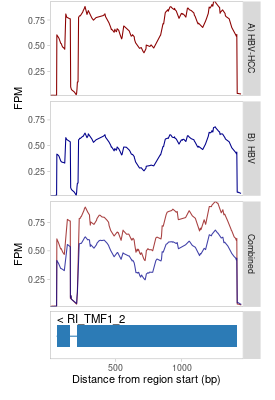 0.75
0.50
0.25
A) HBV-HCC
FPM
0.75
0.50
0.25
B) HBV
0.75
0.50
0.25
Combined
FPM
< RI_TMF1_2
500
1000
Distance from region start (bp)